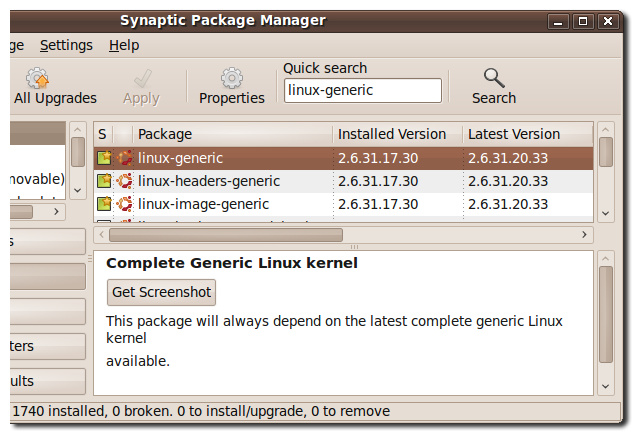 Synaptic Package Manager
ge Settings Help
Quick search
All Upgrades Apply Properties linux-generic Search
S Package Installed Version Latest Version
linux-generic 2.6.31.17.30 2.6.31.20.33
movable) linux-headers-generic 2.6.31.17.30 2.6.31.20.33
linux-image-generic 2.6.31.17.30 2.6.31.20.33
s
Complete Generic Linux kernel
Get Screenshot
This package will always depend on the latest complete generic Linux
kernel
ters
available.
ults
1740 installed, 0 broken. 0 to install/upgrade, 0 to remove